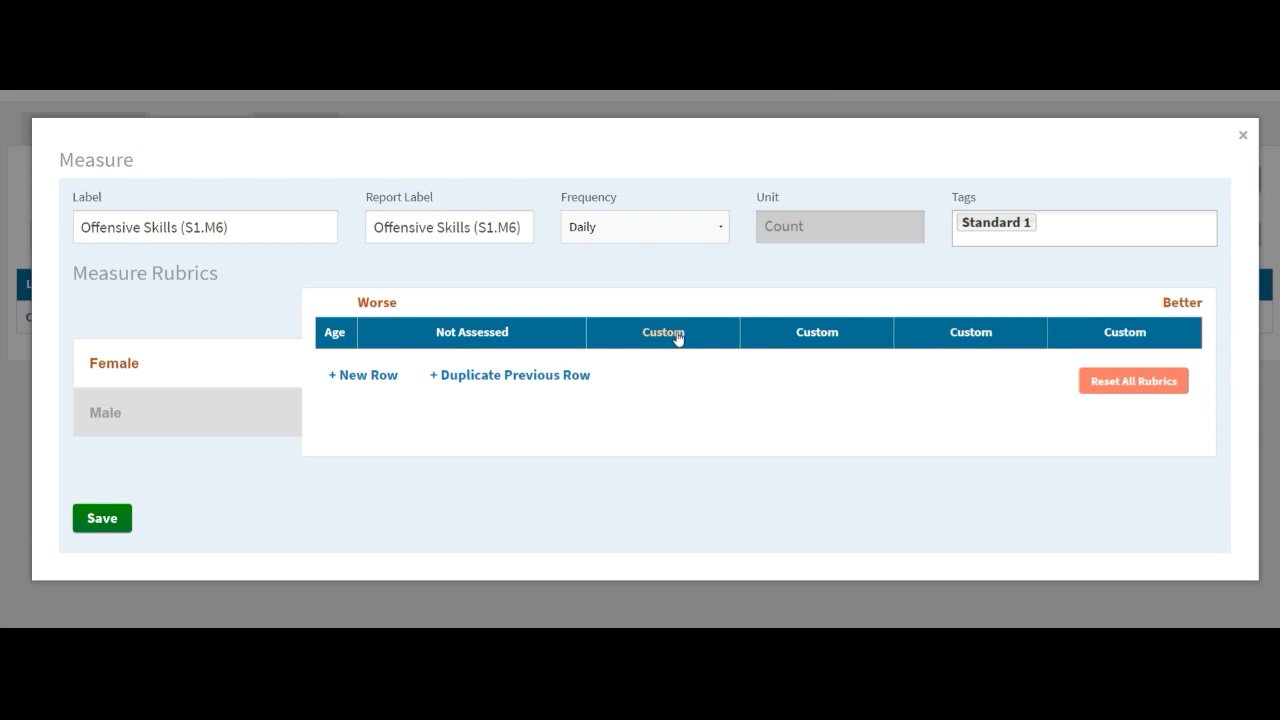 ×
Measure
Label Report Label Frequency Unit Tags
Offensive Skills (S1.M6) Offensive Skills (S1.M6) Daily Count Standard 1
Measure Rubrics
Worse Better
Age Not Assessed Custom Custom Custom Custom
Female
+ New Row + Duplicate Previous Row Reset All Rubrics
Male
Save